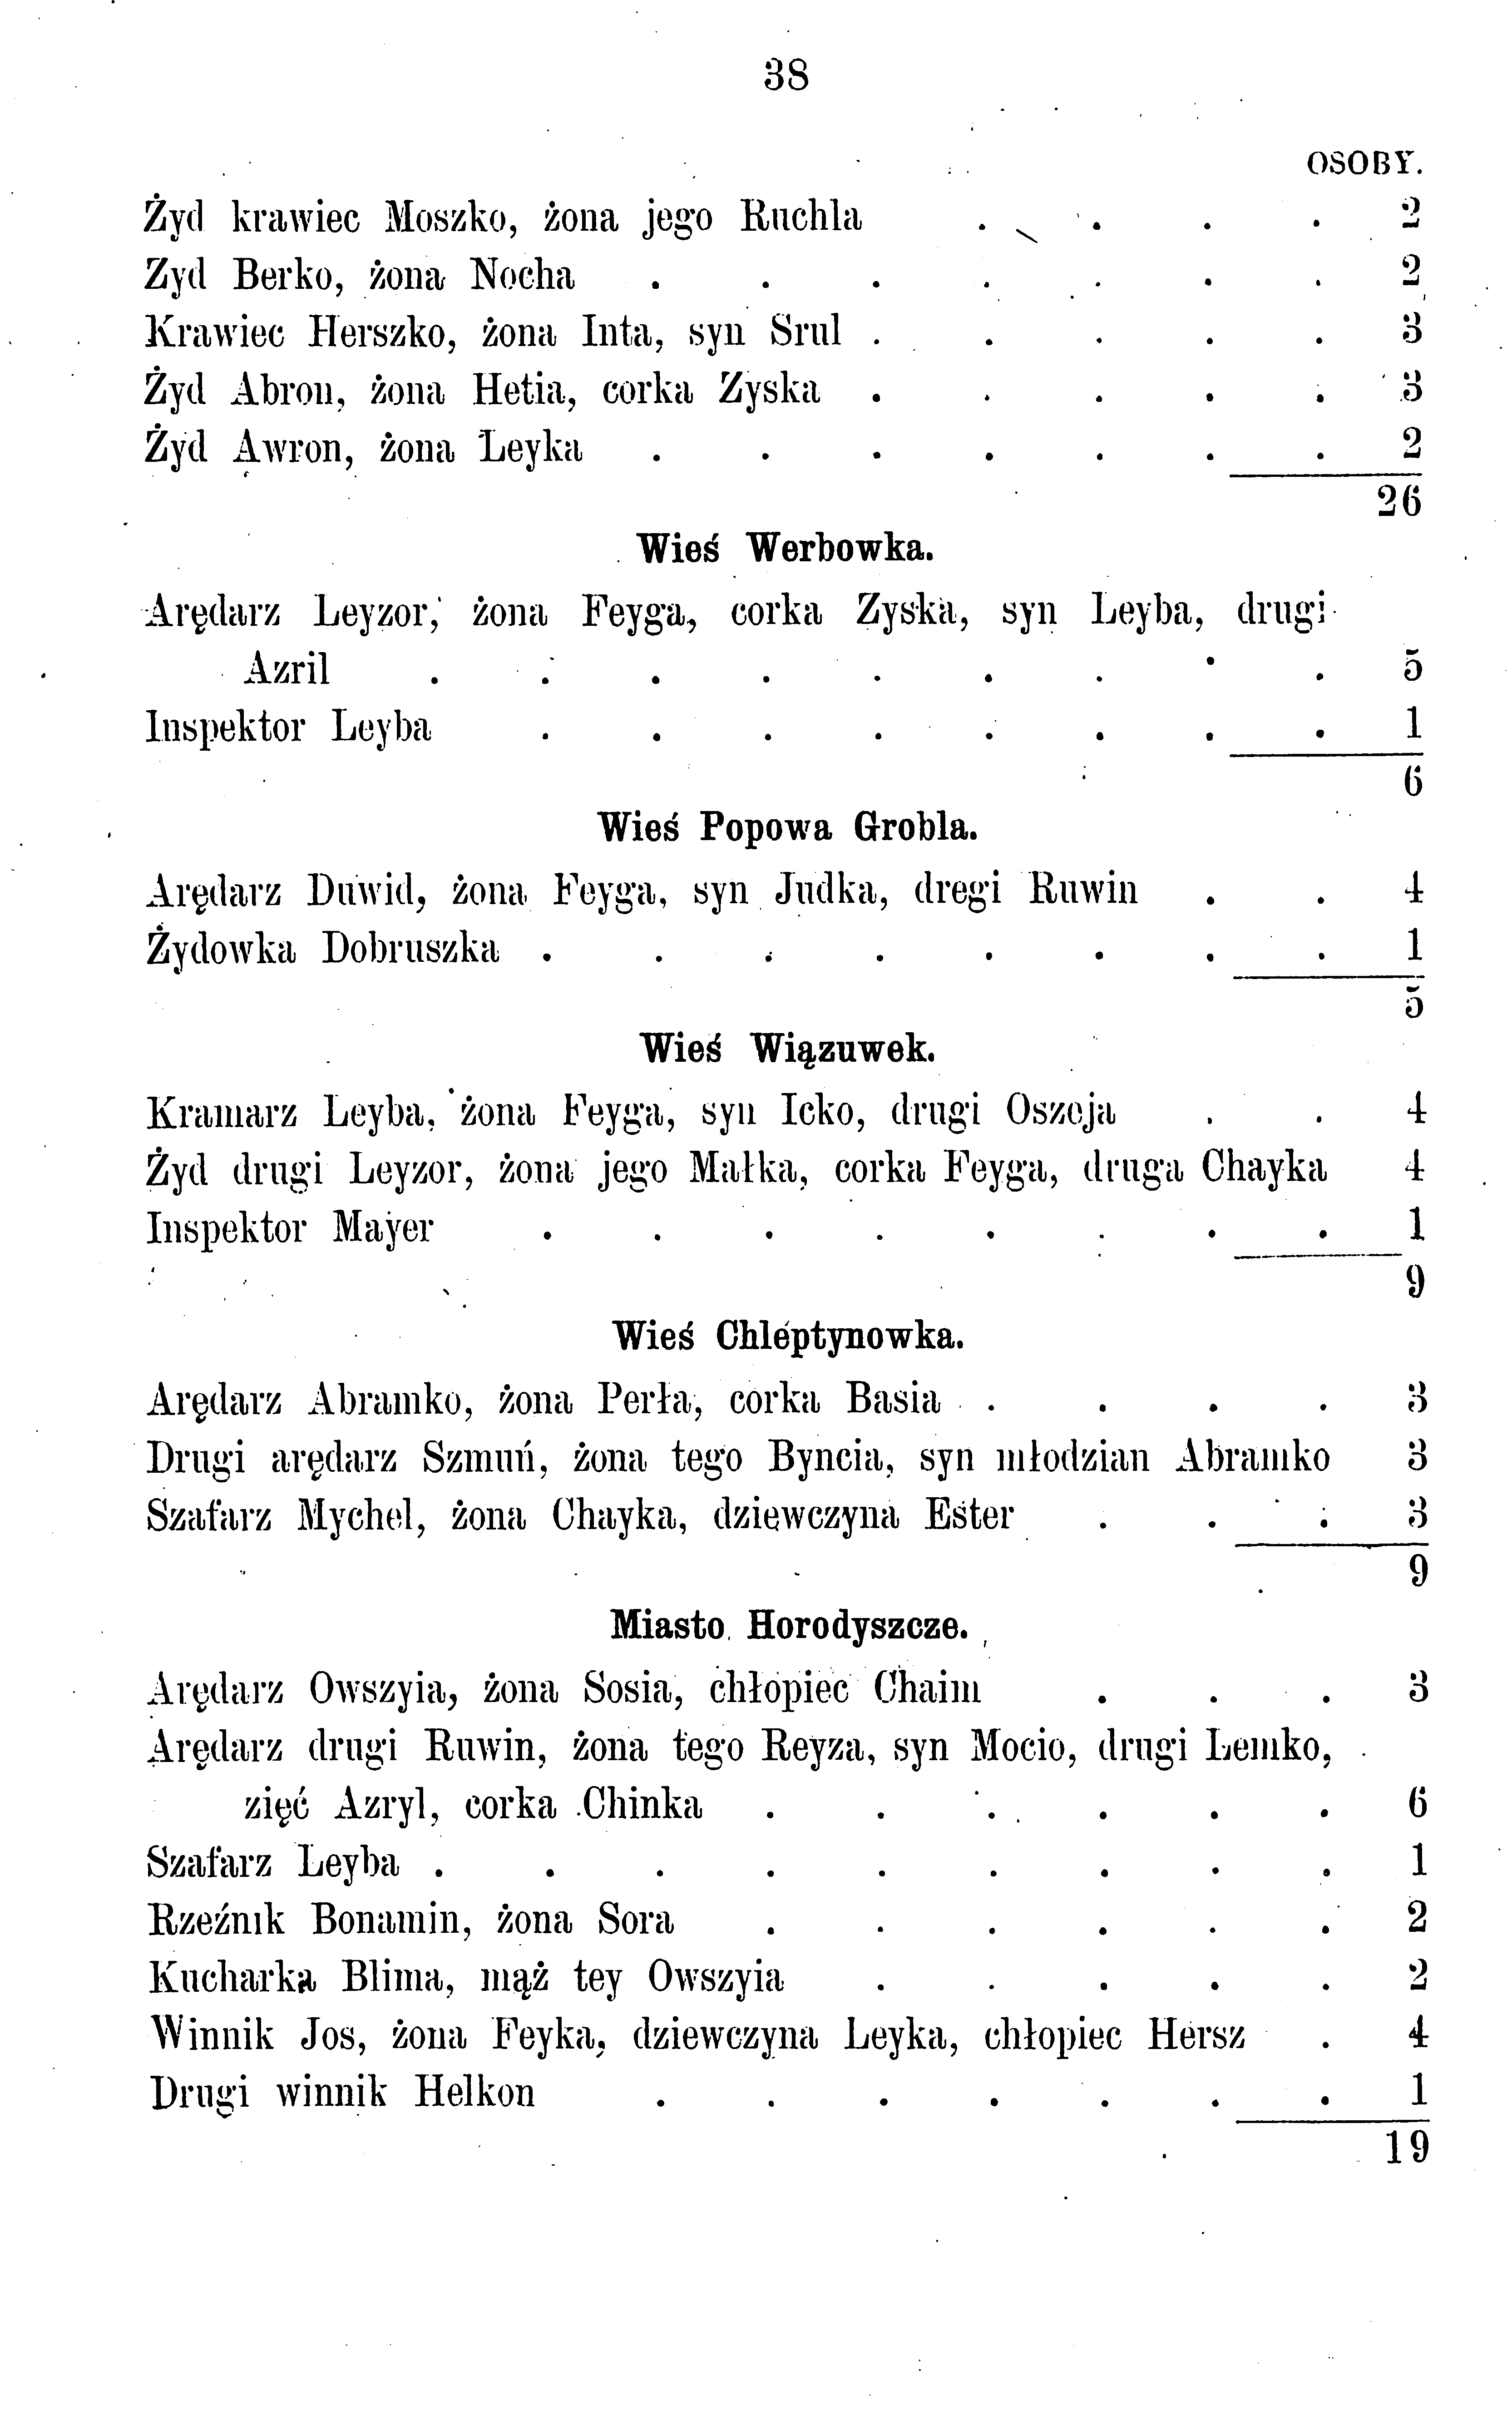 38
OSOBY.
Żyd krawiec Moszko, żona jego Ruchla . . . . 2
Zyd Berko, żona Nocha . . . . . . . 2
Krawiec Herszko, żona Inta, syn Srul . . . . . 3
Żyd Abron, żona Hetia, corka Zyska . . . . . 3
Żyd Awron, żona Leyka . . . . . . . 2
26
Wieś Werbowka.
Arędarz Leyzor, żona Feyga, corka Zyska, syn Leyba, drugi
Azril . . . . . . . . . 5
Inspektor Leyba . . . . . . . . 1
6
Wieś Popowa Grobla.
Arędarz Duwid, żona Feyga, syn Judka, dregi Ruwin . . 4
Żydowka Dobruszka . . . . . . . . 1
5
Wieś Wiązuwek.
Kramarz Leyba, żona Feyga, syn Icko, drugi Oszeja . . 4
Żyd drugi Leyzor, żona jego Małka, corka Feyga, druga Chayka 4
Inspektor Mayer . . . . . . . . 1
9
Wieś Chleptynowka.
Arędarz Abramko, żona Perła, corka Basia . . . . 3
Drugi arędarz Szmuń, żona tego Byncia, syn młodzian Abramko 3
Szafarz Mychel, żona Chayka, dziewczyna Ester . . . 3
9
Miasto Horodyszcze.
Arędarz Owszyia, żona Sosia, chłopiec Chaim . . . 3
Arędarz drugi Ruwin, żona tego Reyza, syn Mocio, drugi Lemko,
zięć Azryl, corka Chinka . . . . . . 6
Szafarz Leyba . . . . . . . . . 1
Rzeźnik Bonamin, żona Sora . . . . . . 2
Kucharka Blima, mąż tey Owszyia . . . . . 2
Winnik Jos, żona Feyka, dziewczyna Leyka, chłopiec Hersz . 4
Drugi winnik Helkon . . . . . . . 1
19